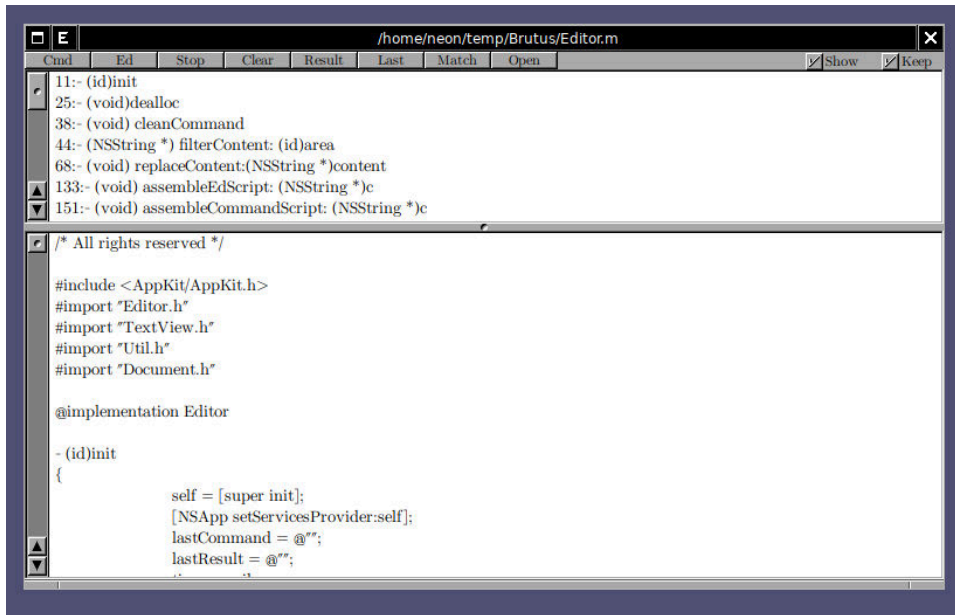 E /home/neon/temp/Brutus/Editor.m
Cmd Ed Stop Clear Result Last Match Open Show Keep
11:- (id)init
25:- (void)dealloc
38:- (void) cleanCommand
44:- (NSString *) filterContent: (id)area
68:- (void) replaceContent:(NSString *)content
133:- (void) assembleEdScript: (NSString *)c
151:- (void) assembleCommandScript: (NSString *)c
/* All rights reserved */
#include <AppKit/AppKit.h>
#import "Editor.h"
#import "TextView.h"
#import "Util.h"
#import "Document.h"
@implementation Editor
- (id)init
{
self = [super init];
[NSApp setServicesProvider:self];
lastCommand = @"";
lastResult = @"";